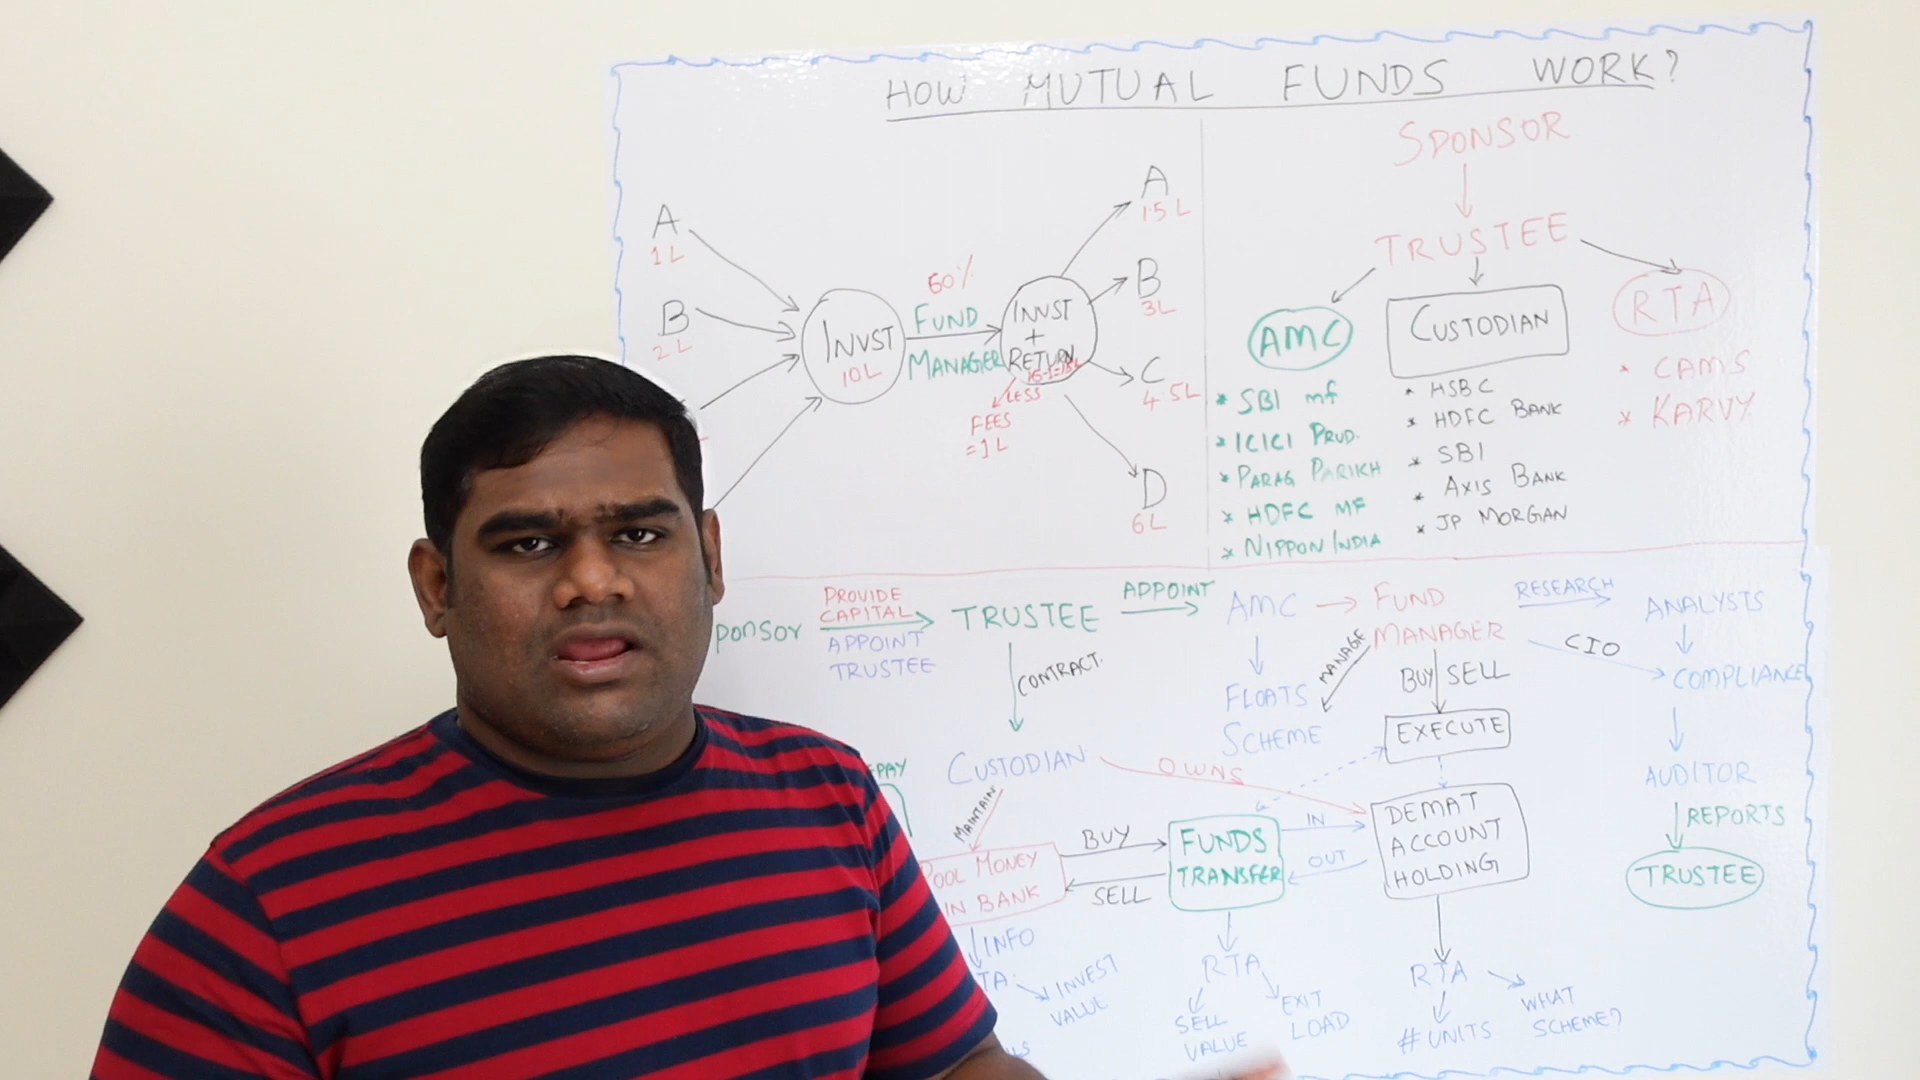 HOW MUTUAL FUNDS WORK?
A
1L
B
2L
INVST
10L
60%
FUND
MANAGER
INVST
+
RETURN
LESS
FEES
=1L
A
1.5L
B
3L
C
4.5L
D
6L
SPONSOR
TRUSTEE
AMC
* SBI mf
* ICICI PRUD.
* PARAG PARIKH
* HDFC MF
* NIPPON INDIA
CUSTODIAN
* HSBC
* HDFC BANK
* SBI
* AXIS BANK
* JP MORGAN
RTA
* CAMS
* KARVY
PONSOR
PROVIDE
CAPITAL
APPOINT
TRUSTEE
TRUSTEE
APPOINT
AMC
FUND
MANAGER
RESEARCH
ANALYSTS
CIO
COMPLIANCE
AUDITOR
REPORTS
TRUSTEE
CONTRACT.
FLOATS
SCHEME
MANAGE
BUY SELL
EXECUTE
CUSTODIAN
OWNS
MAINTAIN
PAY
POOL MONEY
IN BANK
BUY
SELL
FUNDS
TRANSFER
IN
OUT
DEMAT
ACCOUNT
HOLDING
INFO
TA
INVEST
VALUE
RTA
SELL
VALUE
EXIT
LOAD
RTA
# UNITS
WHAT
SCHEME?